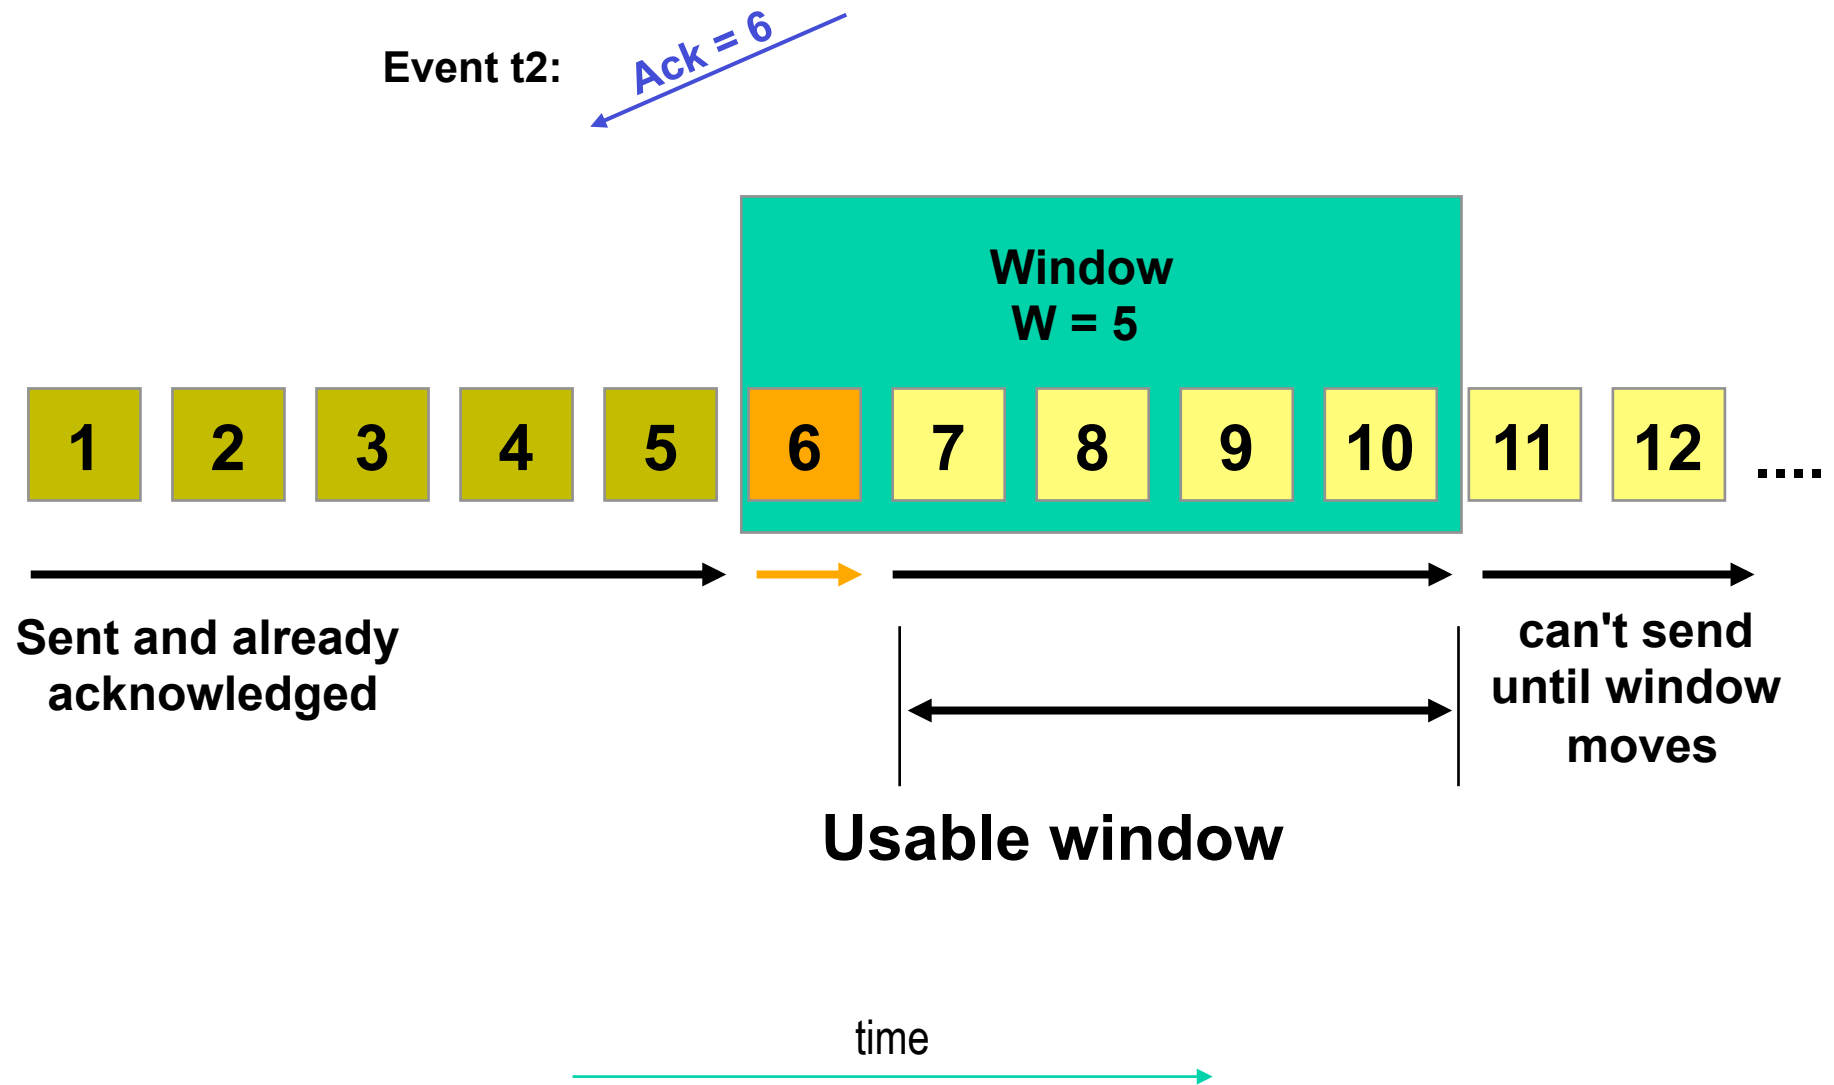 Event t2:
Ack = 6
Window
W = 5
1 2 3 4 5 6 7 8 9 10 11 12 ....
Sent and already
acknowledged
can't send
until window
moves
Usable window
time